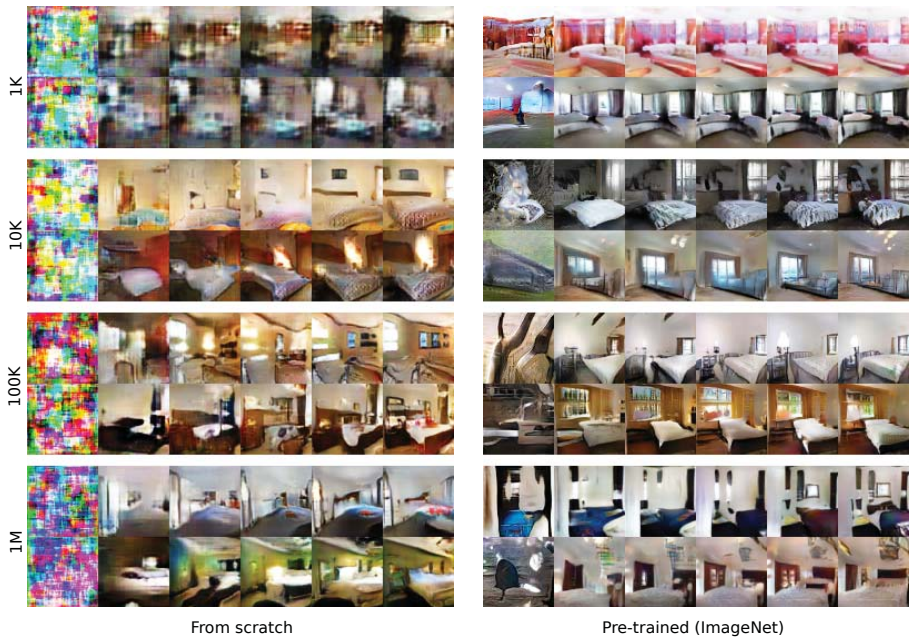 1K
10K
100K
1M
From scratch
Pre-trained (ImageNet)